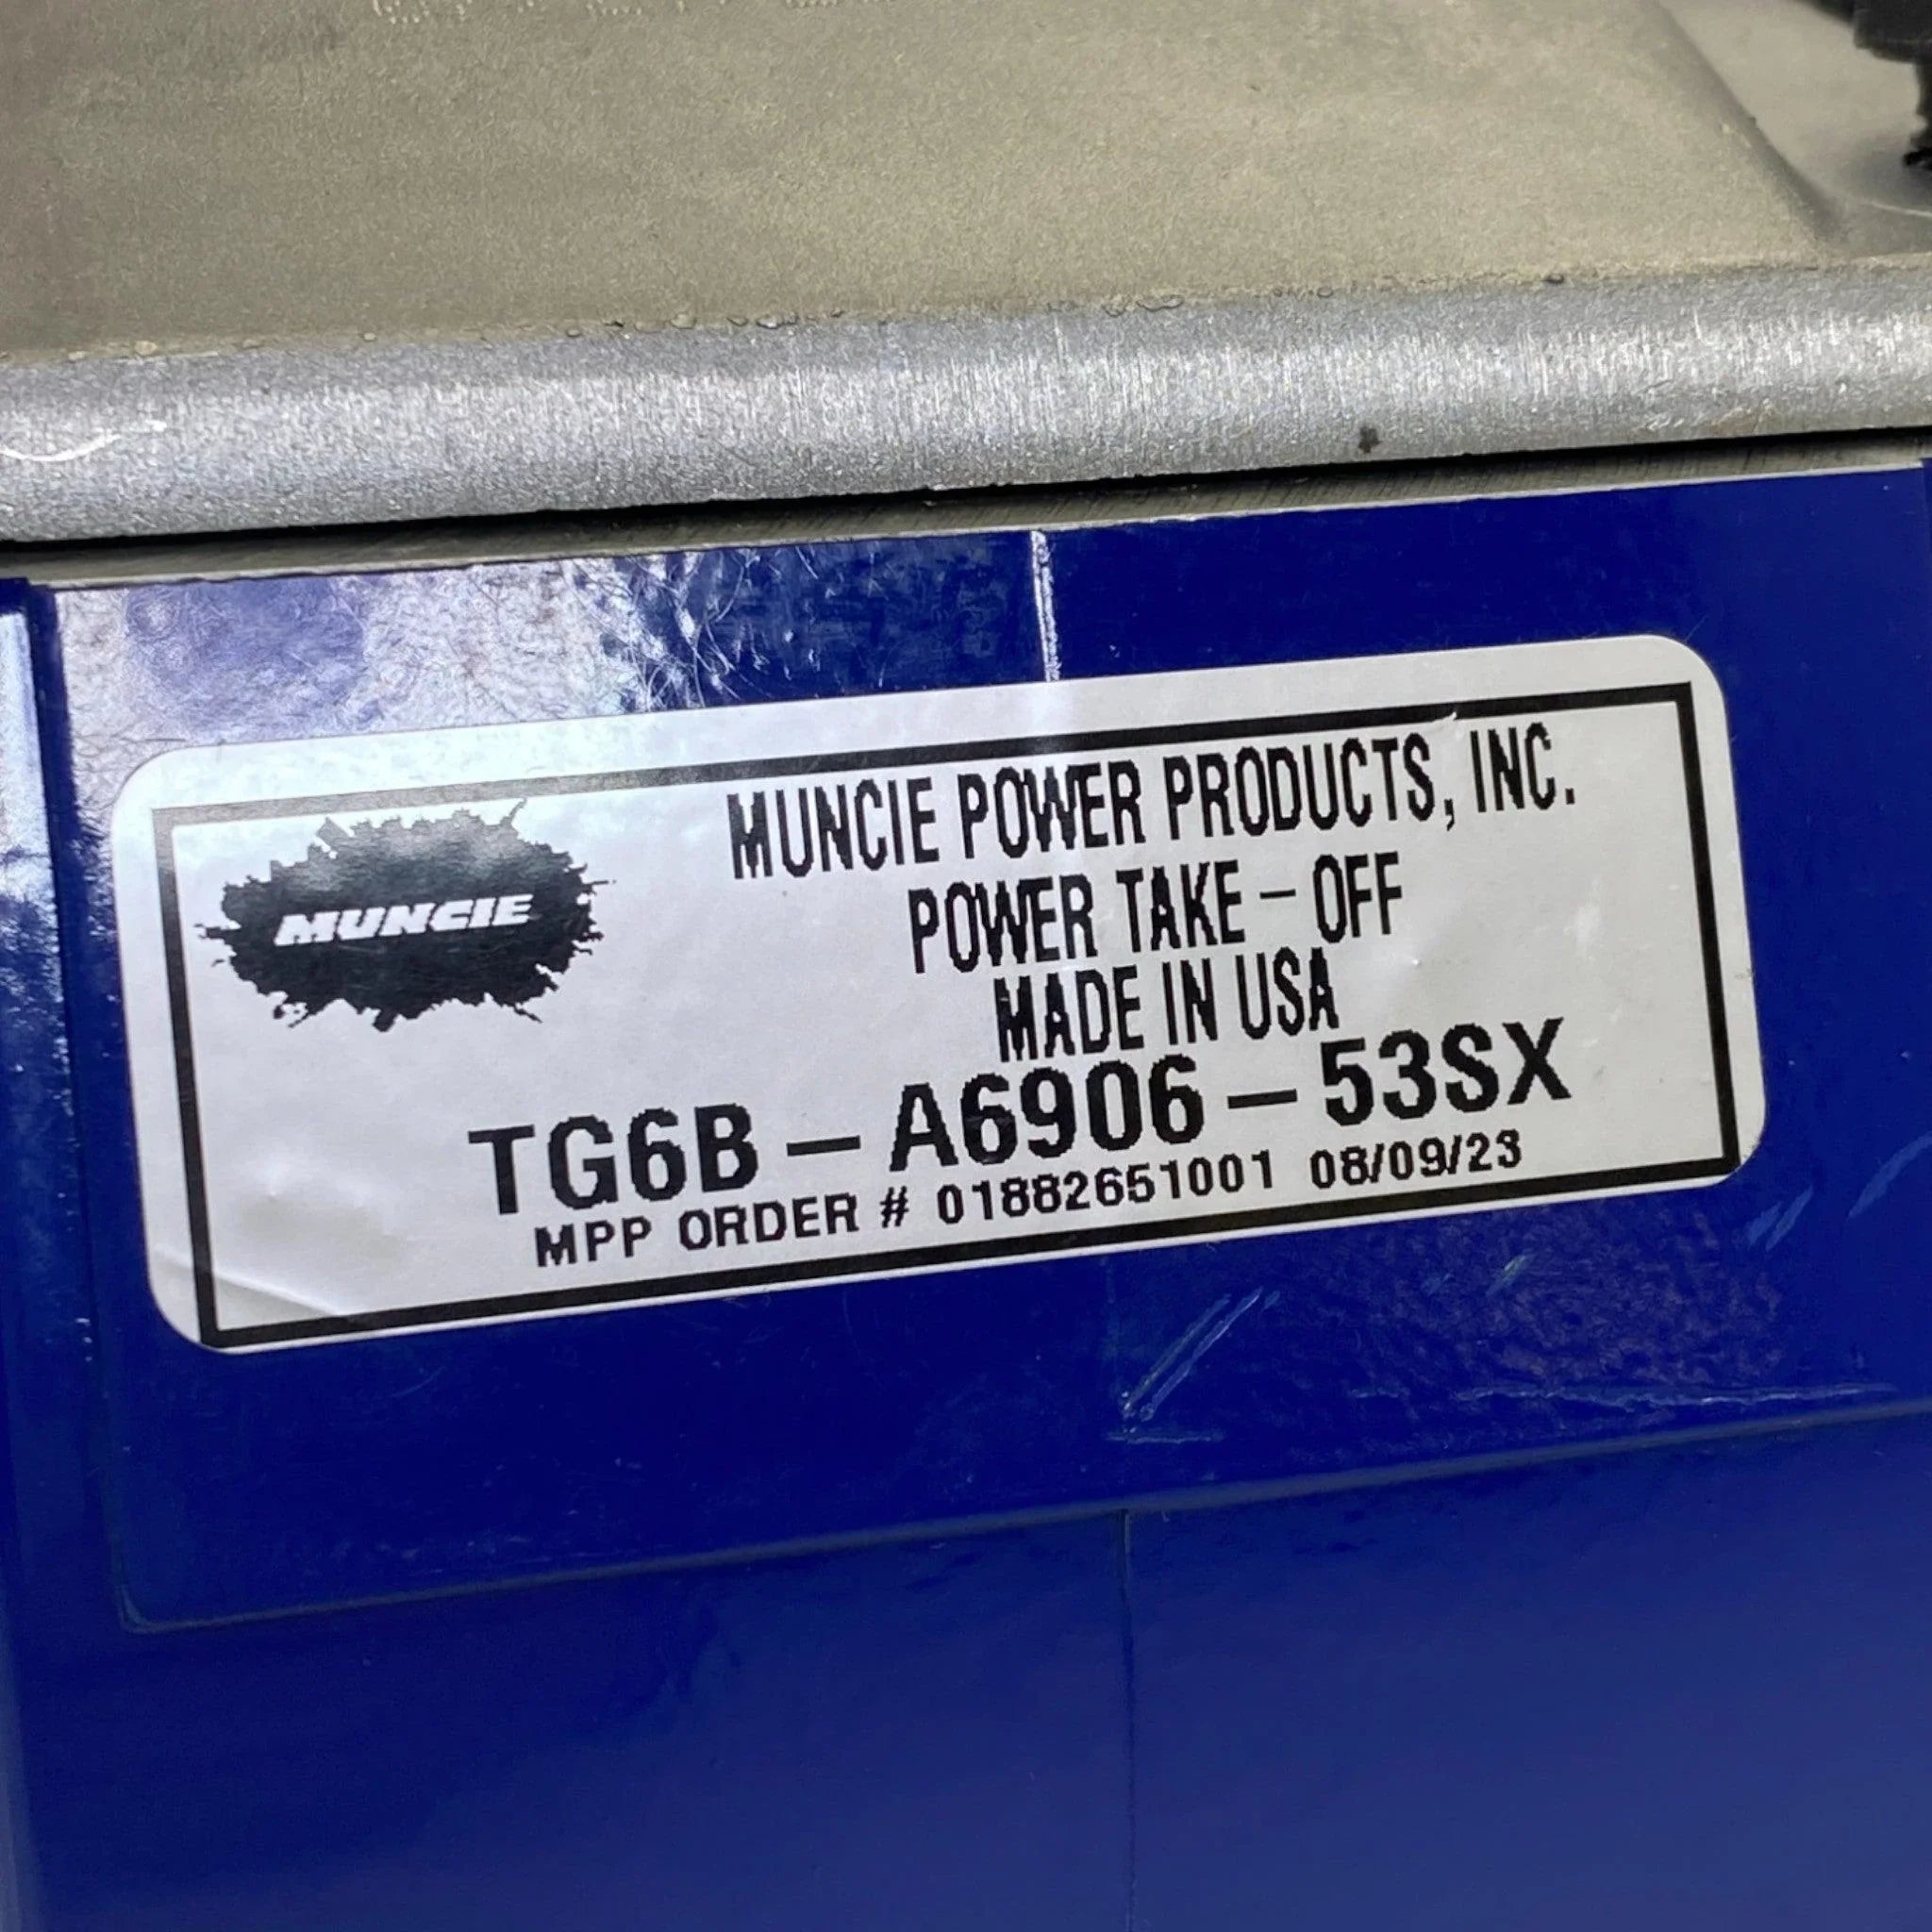 MUNCIE
MUNCIE POWER PRODUCTS, INC.
POWER TAKE - OFF
MADE IN USA
TG6B - A6906 - 53SX
MPP ORDER # 01882651001 08/09/23